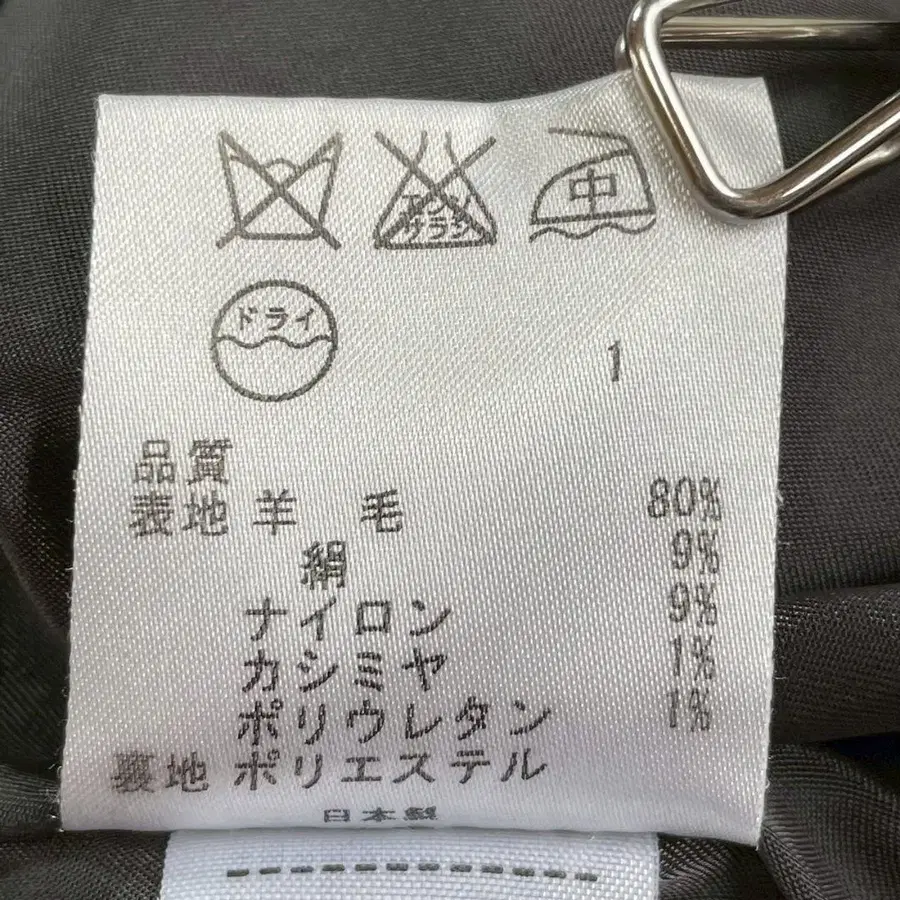 エンソ
サラシ
中
ドライ
1
品質
表地 羊 毛 80%
絹 9%
ナイロン 9%
カシミヤ 1%
ポリウレタン 1%
裏地 ポリエステル
日本製